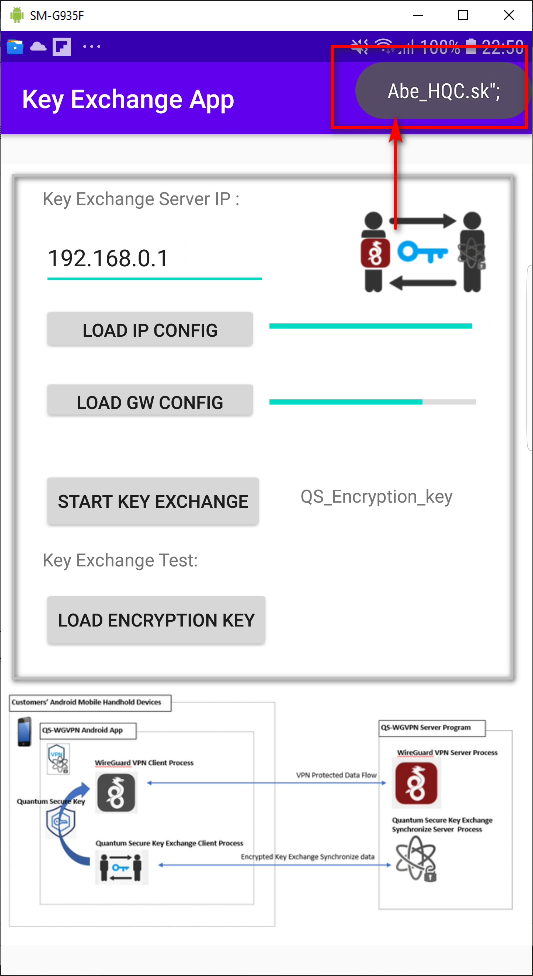 SM-G935F
100% 22:50
Key Exchange App
Abe_HQC.sk";
Key Exchange Server IP :
192.168.0.1
LOAD IP CONFIG
LOAD GW CONFIG
START KEY EXCHANGE
QS_Encryption_key
Key Exchange Test:
LOAD ENCRYPTION KEY
Customers' Android Mobile Handhold Devices
QS-WGVPN Android App
VPN
WireGuard VPN Client Process
Quantum Secure Key
Quantum Secure Key Exchange Client Process
VPN Protected Data Flow
Encrypted Key Exchange Synchronize data
QS-WGVPN Server Program
WireGuard VPN Server Process
Quantum Secure Key Exchange
Synchronize Server Process